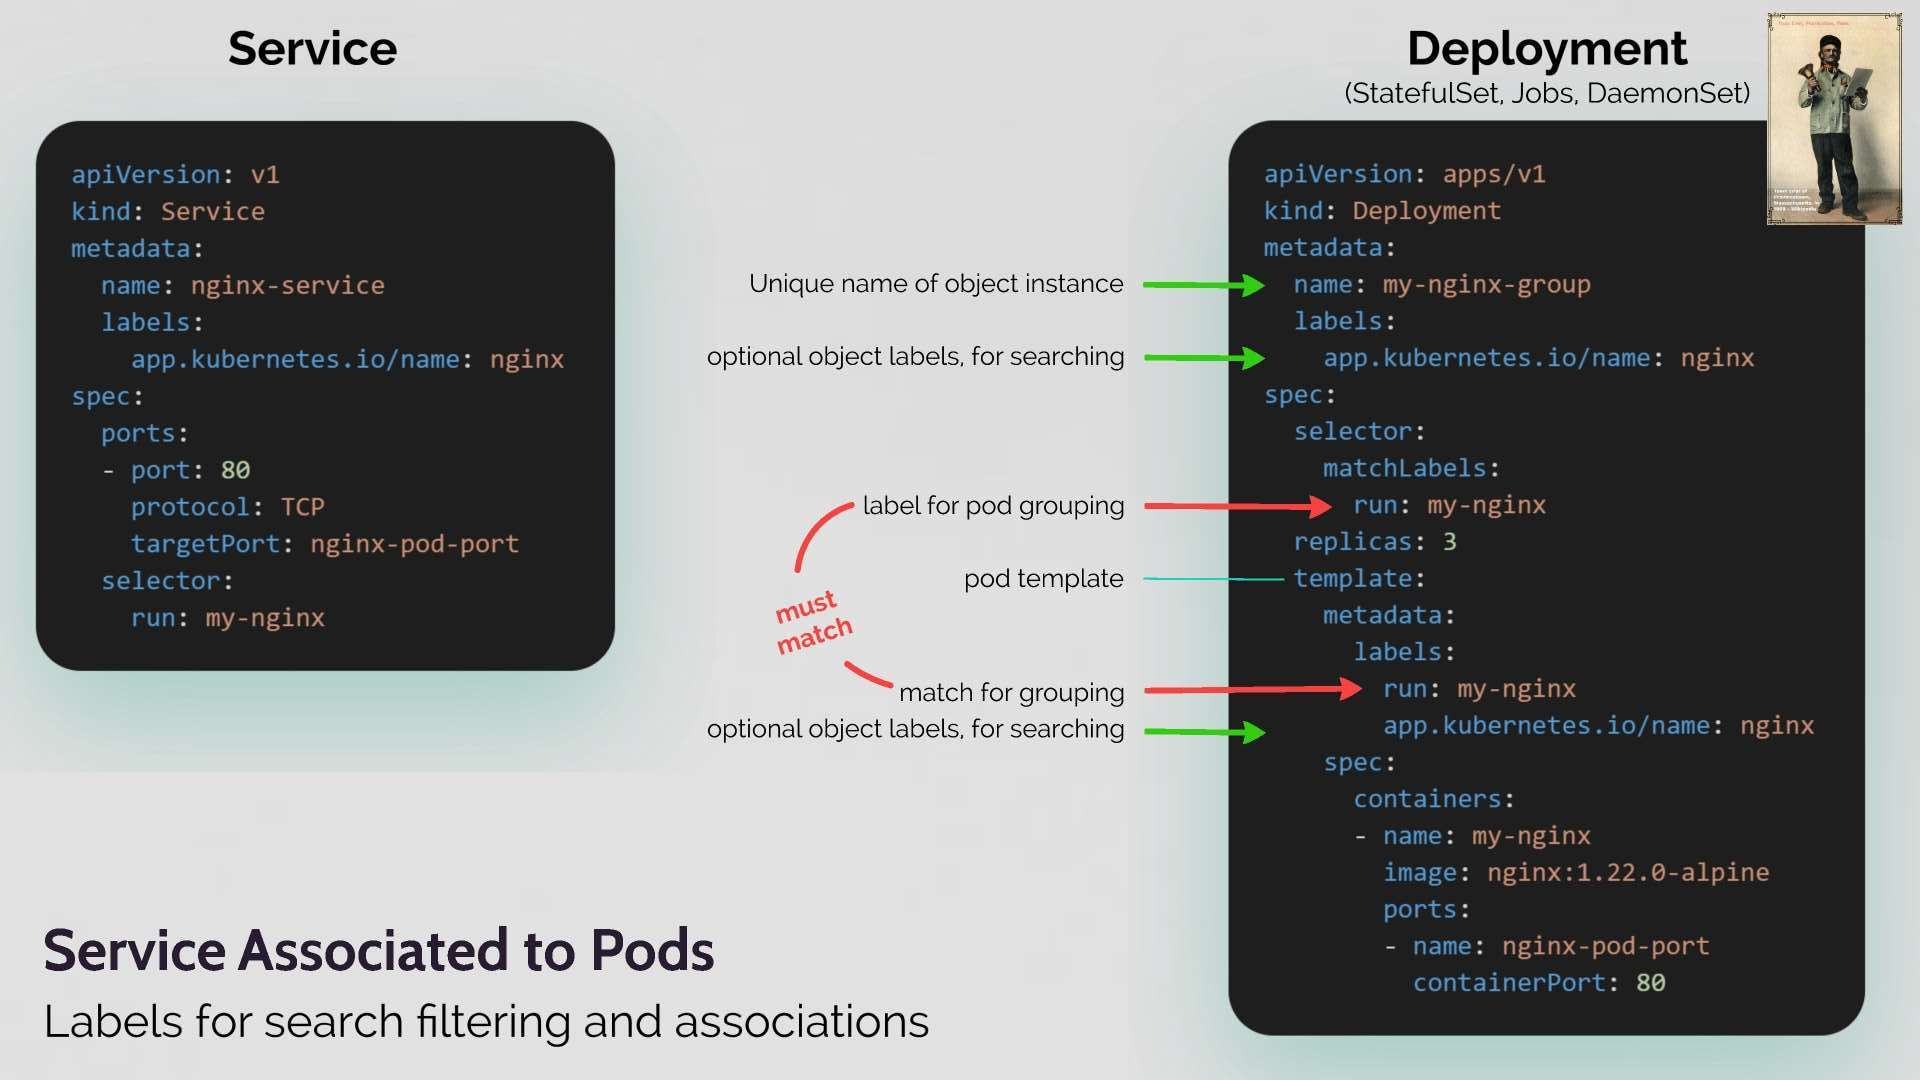 Service
apiVersion: v1
kind: Service
metadata:
  name: nginx-service
  labels:
    app.kubernetes.io/name: nginx
spec:
  ports:
  - port: 80
    protocol: TCP
    targetPort: nginx-pod-port
  selector:
    run: my-nginx
Unique name of object instance
optional object labels, for searching
label for pod grouping
pod template
must
match
match for grouping
optional object labels, for searching
Deployment
(StatefulSet, Jobs, DaemonSet)
apiVersion: apps/v1
kind: Deployment
metadata:
  name: my-nginx-group
  labels:
    app.kubernetes.io/name: nginx
spec:
  selector:
    matchLabels:
      run: my-nginx
  replicas: 3
  template:
    metadata:
      labels:
        run: my-nginx
        app.kubernetes.io/name: nginx
    spec:
      containers:
      - name: my-nginx
        image: nginx:1.22.0-alpine
        ports:
        - name: nginx-pod-port
          containerPort: 80
Service Associated to Pods
Labels for search filtering and associations